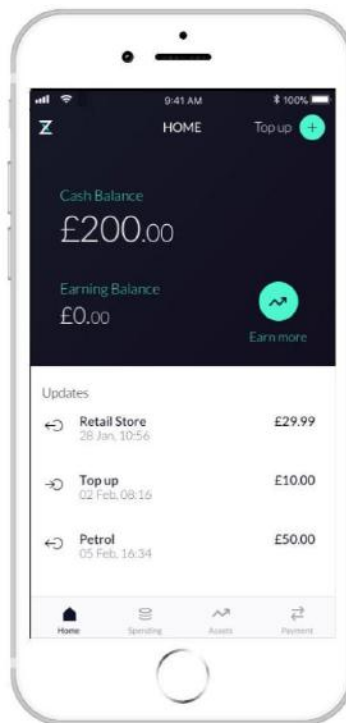 9:41 AM
100%
Z
HOME
Top up
Cash Balance
£200.00
Earning Balance
£0.00
Earn more
Updates
Retail Store
£29.99
28 Jan, 10:56
Top up
£10.00
02 Feb, 08:16
Petrol
£50.00
05 Feb, 16:34
Home
Spending
Assets
Payment